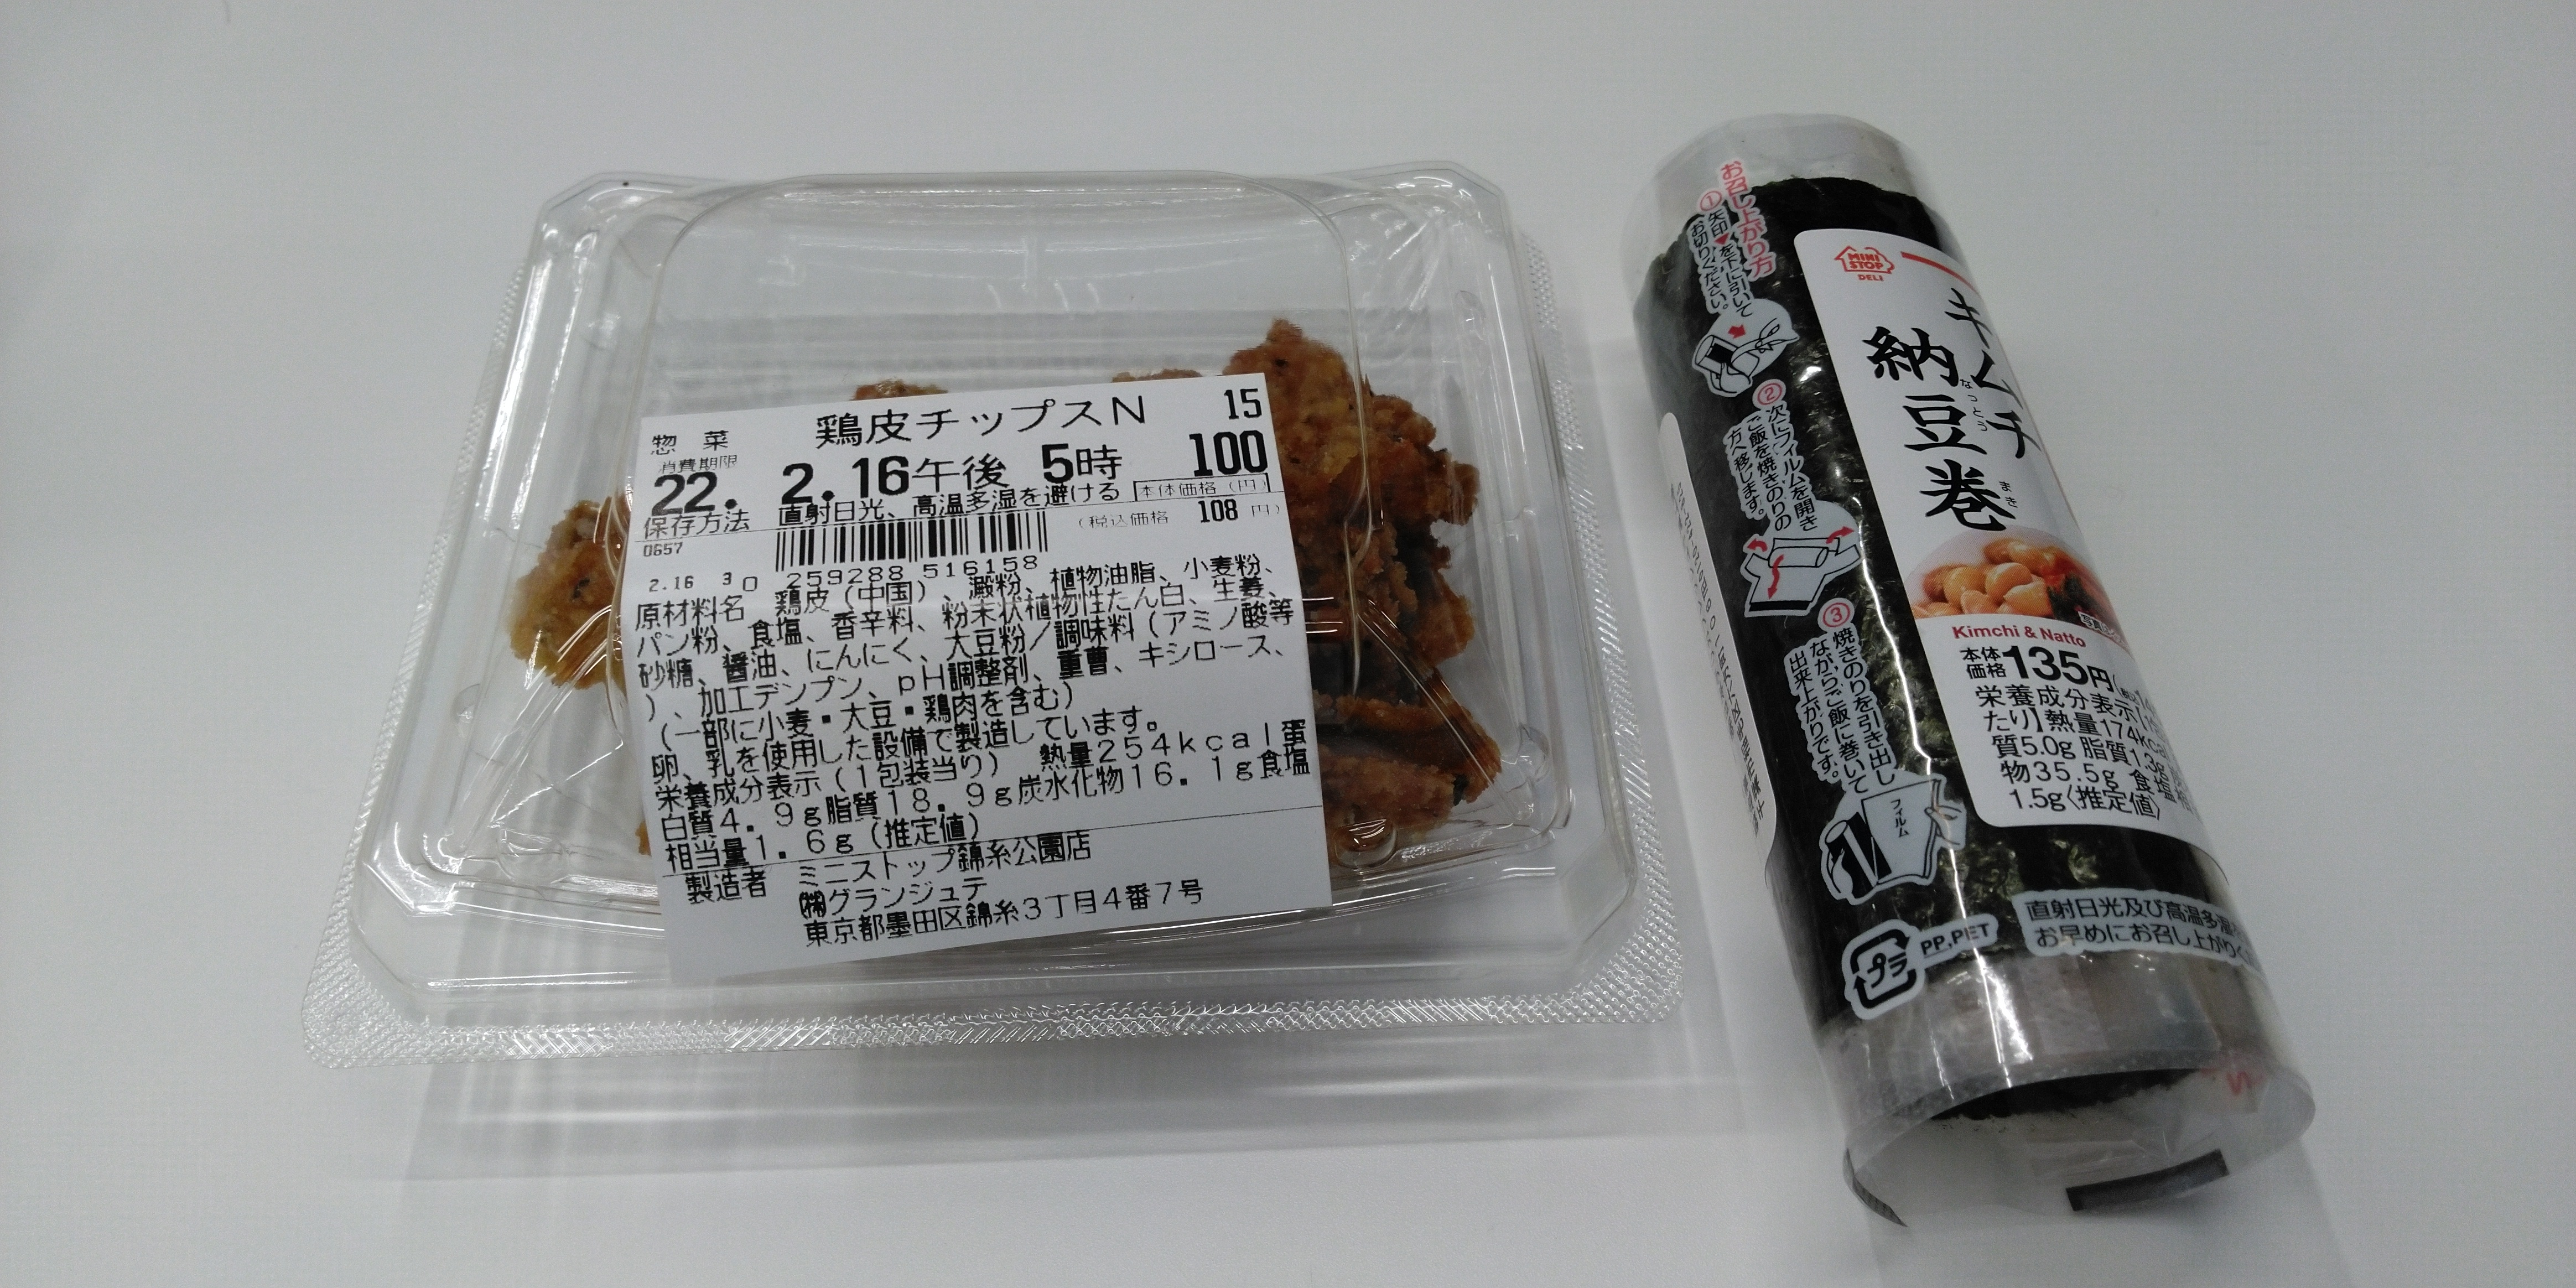 惣菜 鶏皮チップスN 15
消費期限
22. 2.16午後 5時 100
保存方法 直射日光、高温多湿を避ける 本体価格(円)
(税込価格 108 円)
0657
2.16 3
0 259288 516158
原材料名 鶏皮(中国)、澱粉、植物油脂、小麦粉、
パン粉、食塩、香辛料、粉末状植物性たん白、生姜、
砂糖、醤油、にんにく、大豆粉/調味料(アミノ酸等
)、加工デンプン、pH調整剤、重曹、キシロース、
(一部に小麦・大豆・鶏肉を含む)
卵、乳を使用した設備で製造しています。
栄養成分表示(1包装当り) 熱量254kcal蛋
白質4.9g脂質18.9g炭水化物16.1g食塩
相当量1.6g(推定値)
製造者 ミニストップ錦糸公園店
㈱グランジュテ
東京都墨田区錦糸3丁目4番7号
お召し上がり方
①矢印▼を下に引いて
お切りください。
②次にフィルムを開き
ご飯を焼きのりの
方へ移します。
③焼きのりを引き出し
ながらご飯に巻いて
出来上がりです。
フィルム
MINI
STOP
DELI
キムチ
納豆巻
なっとう
まき
Kimchi & Natto
本体
価格 135円
栄養成分表示
たり】熱量174kcal
質5.0g 脂質1.3g
物35.5g 食塩相
1.5g〈推定値〉
プラ PP,PET
直射日光及び高温多湿
お早めにお召し上がりく